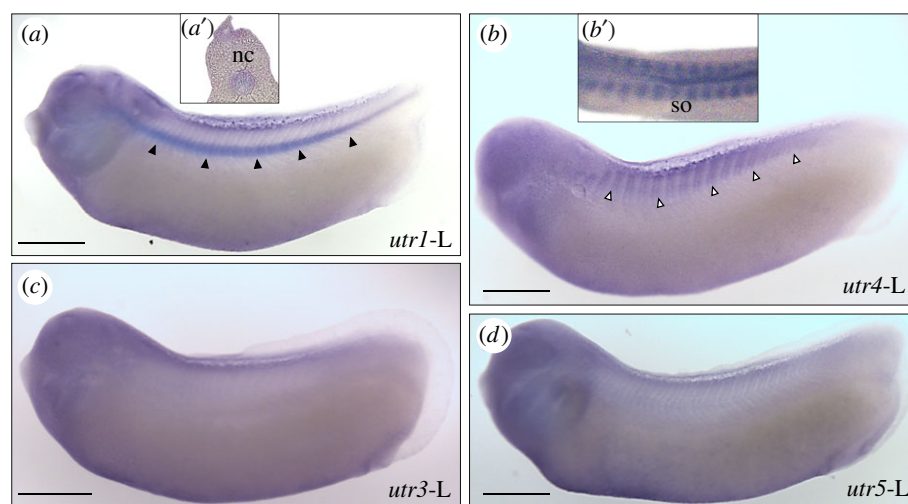 (a)
(a′)
nc
utr1-L
(b)
(b′)
so
utr4-L
(c)
utr3-L
(d)
utr5-L